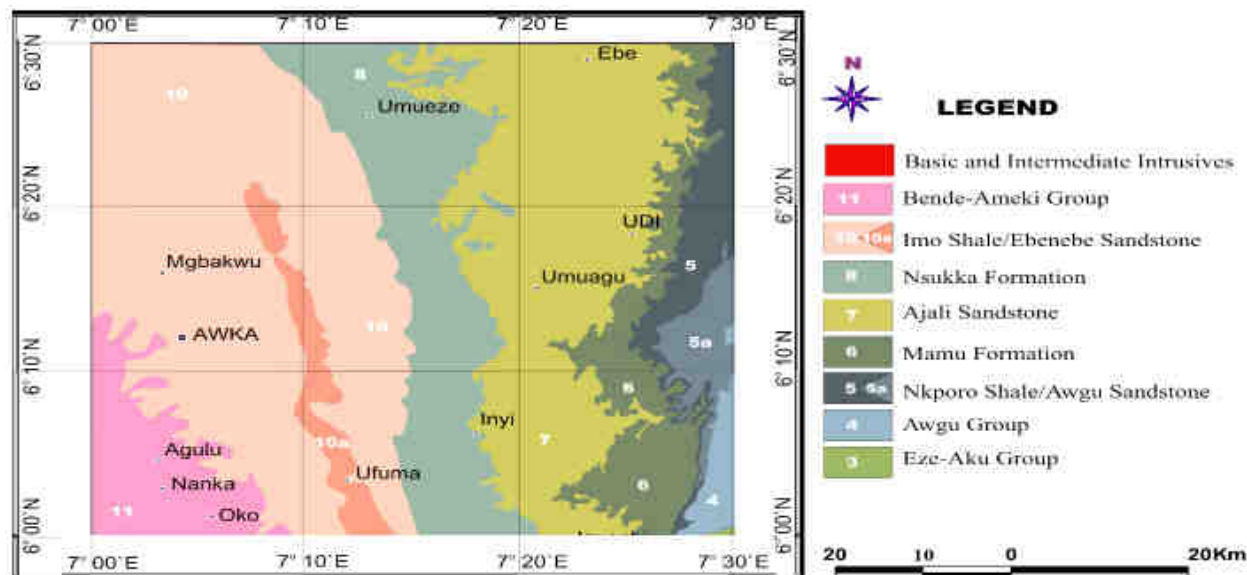 7° 00'E 7° 10'E 7° 20'E 7° 30'E
6° 30'N 6° 30'N
Ebe
8
10
Umueze
6° 20'N 6° 20'N
UDI
Mgbakwu
5
Umuagu
10
AWKA
5a
6° 10'N 6° 10'N
6
Inyi
7
10a
Agulu
Ufuma
Nanka
6
11
Oko
4
6° 00'N 6° 00'N
7° 00'E 7° 10'E 7° 20'E 7° 30'E
N
LEGEND
Basic and Intermediate Intrusives
11 Bende-Ameki Group
10 10a Imo Shale/Ebenebe Sandstone
8 Nsukka Formation
7 Ajali Sandstone
6 Mamu Formation
5 5a Nkporo Shale/Awgu Sandstone
4 Awgu Group
3 Eze-Aku Group
20 10 0 20Km